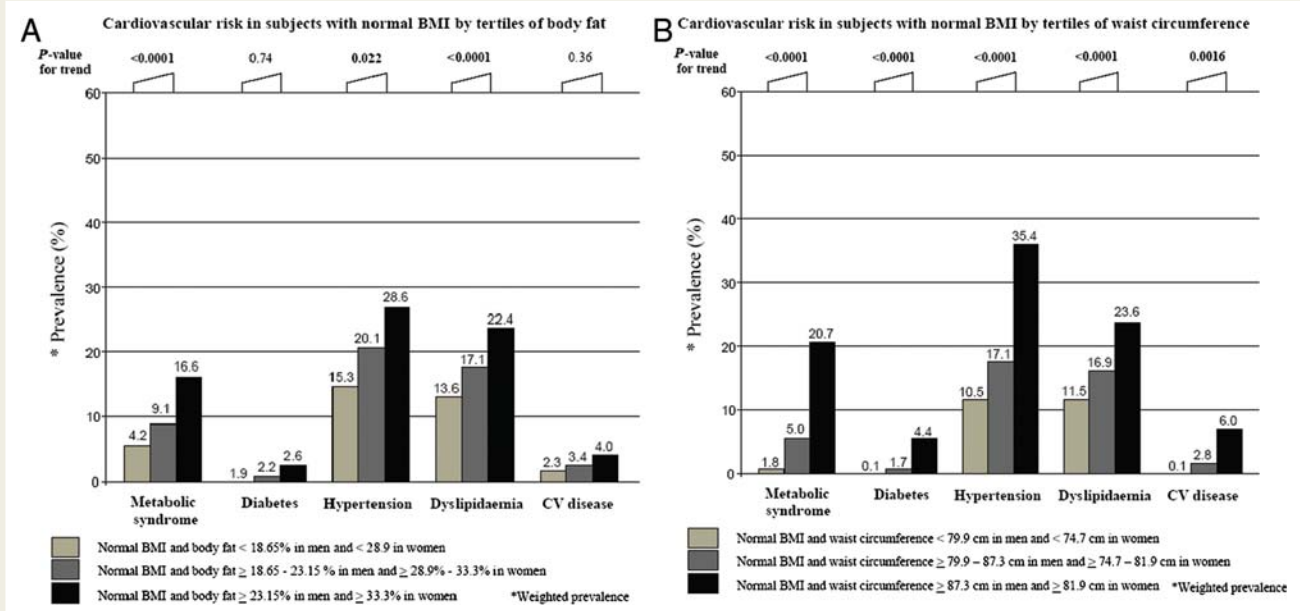 A
Cardiovascular risk in subjects with normal BMI by tertiles of body fat
P-value for trend
<0.0001 0.74 0.022 <0.0001 0.36
60
50
40
30
20
10
0
* Prevalence (%)
4.2 9.1 16.6
1.9 2.2 2.6
15.3 20.1 28.6
13.6 17.1 22.4
2.3 3.4 4.0
Metabolic syndrome Diabetes Hypertension Dyslipidaemia CV disease
Normal BMI and body fat < 18.65% in men and < 28.9 in women
Normal BMI and body fat ≥ 18.65 - 23.15 % in men and ≥ 28.9% - 33.3% in women
Normal BMI and body fat ≥ 23.15% in men and ≥ 33.3% in women *Weighted prevalence
B
Cardiovascular risk in subjects with normal BMI by tertiles of waist circumference
P-value for trend
<0.0001 <0.0001 <0.0001 <0.0001 0.0016
60
50
40
30
20
10
0
* Prevalence (%)
1.8 5.0 20.7
0.1 1.7 4.4
10.5 17.1 35.4
11.5 16.9 23.6
0.1 2.8 6.0
Metabolic syndrome Diabetes Hypertension Dyslipidaemia CV disease
Normal BMI and waist circumference < 79.9 cm in men and < 74.7 cm in women
Normal BMI and waist circumference ≥ 79.9 – 87.3 cm in men and ≥ 74.7 – 81.9 cm in women
Normal BMI and waist circumference ≥ 87.3 cm in men and ≥ 81.9 cm in women *Weighted prevalence